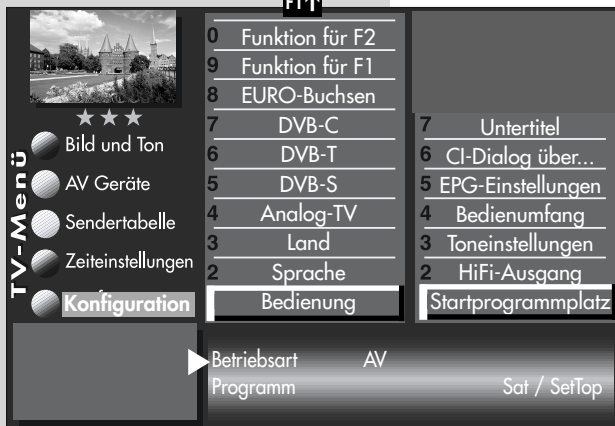 TV-Menü
Bild und Ton
AV Geräte
Sendertabelle
Zeiteinstellungen
Konfiguration
0 Funktion für F2
9 Funktion für F1
8 EURO-Buchsen
7 DVB-C
6 DVB-T
5 DVB-S
4 Analog-TV
3 Land
2 Sprache
Bedienung
7 Untertitel
6 CI-Dialog über...
5 EPG-Einstellungen
4 Bedienumfang
3 Toneinstellungen
2 HiFi-Ausgang
Startprogrammplatz
Betriebsart AV
Programm Sat / SetTop